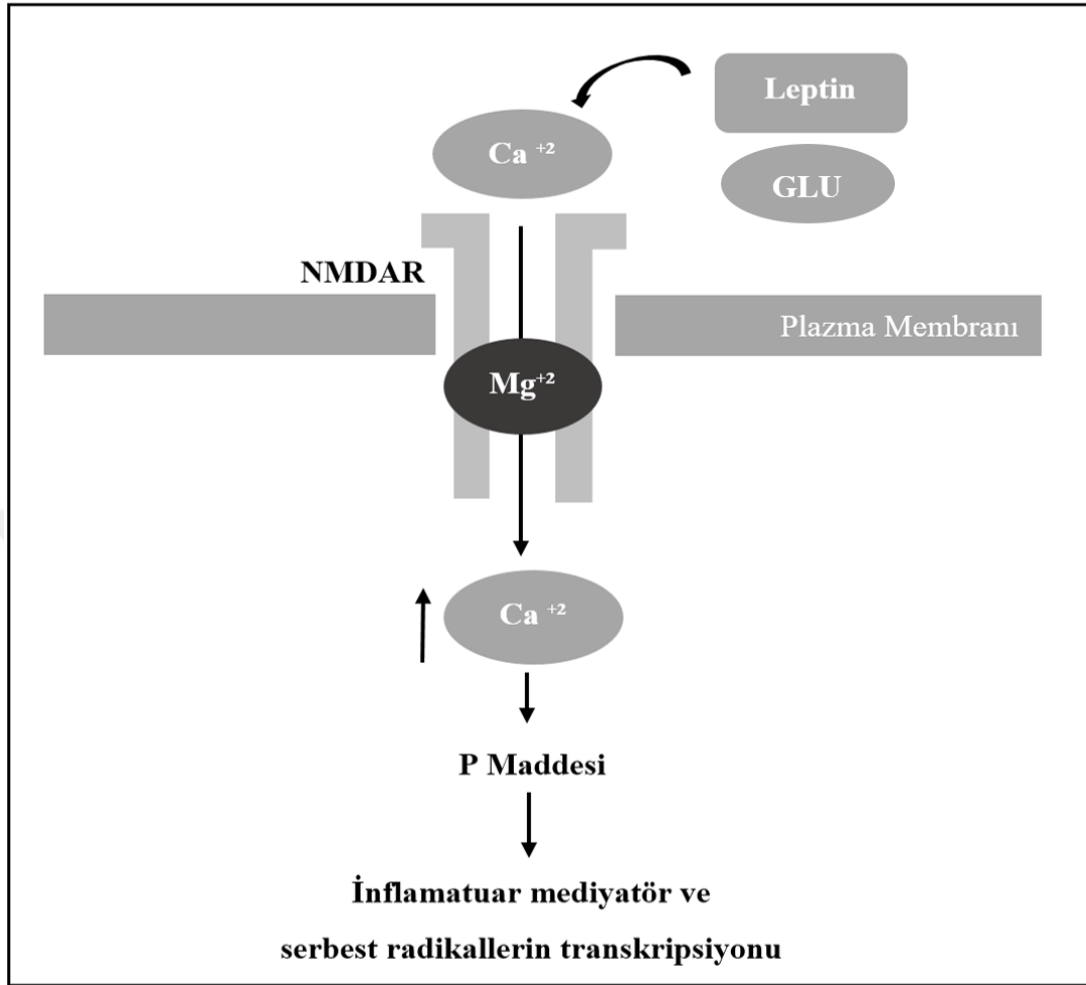 Leptin
Ca +2
GLU
NMDAR
Plazma Membranı
Mg+2
Ca +2
P Maddesi
İnflamatuar mediyatör ve
serbest radikallerin transkripsiyonu